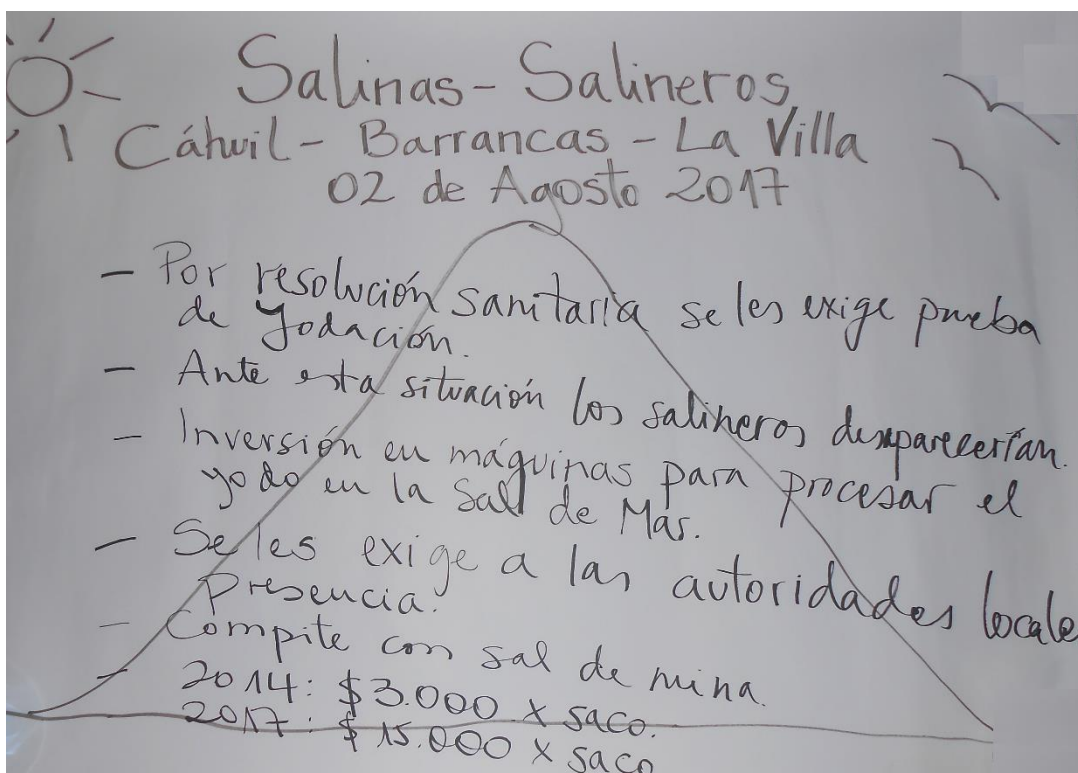 Salinas - Salineros
Cáhuil - Barrancas - La Villa
02 de Agosto 2017
- Por resolución sanitaria se les exige prueba
de Yodación.
- Ante esta situación los salineros desaparecerían.
- Inversión en máquinas para procesar el
yodo en la Sal de Mar.
- Se les exige a las autoridades locale
Presencia.
- Compite con sal de mina.
- 2014: $3.000 x saco.
2017: $15.000 x saco